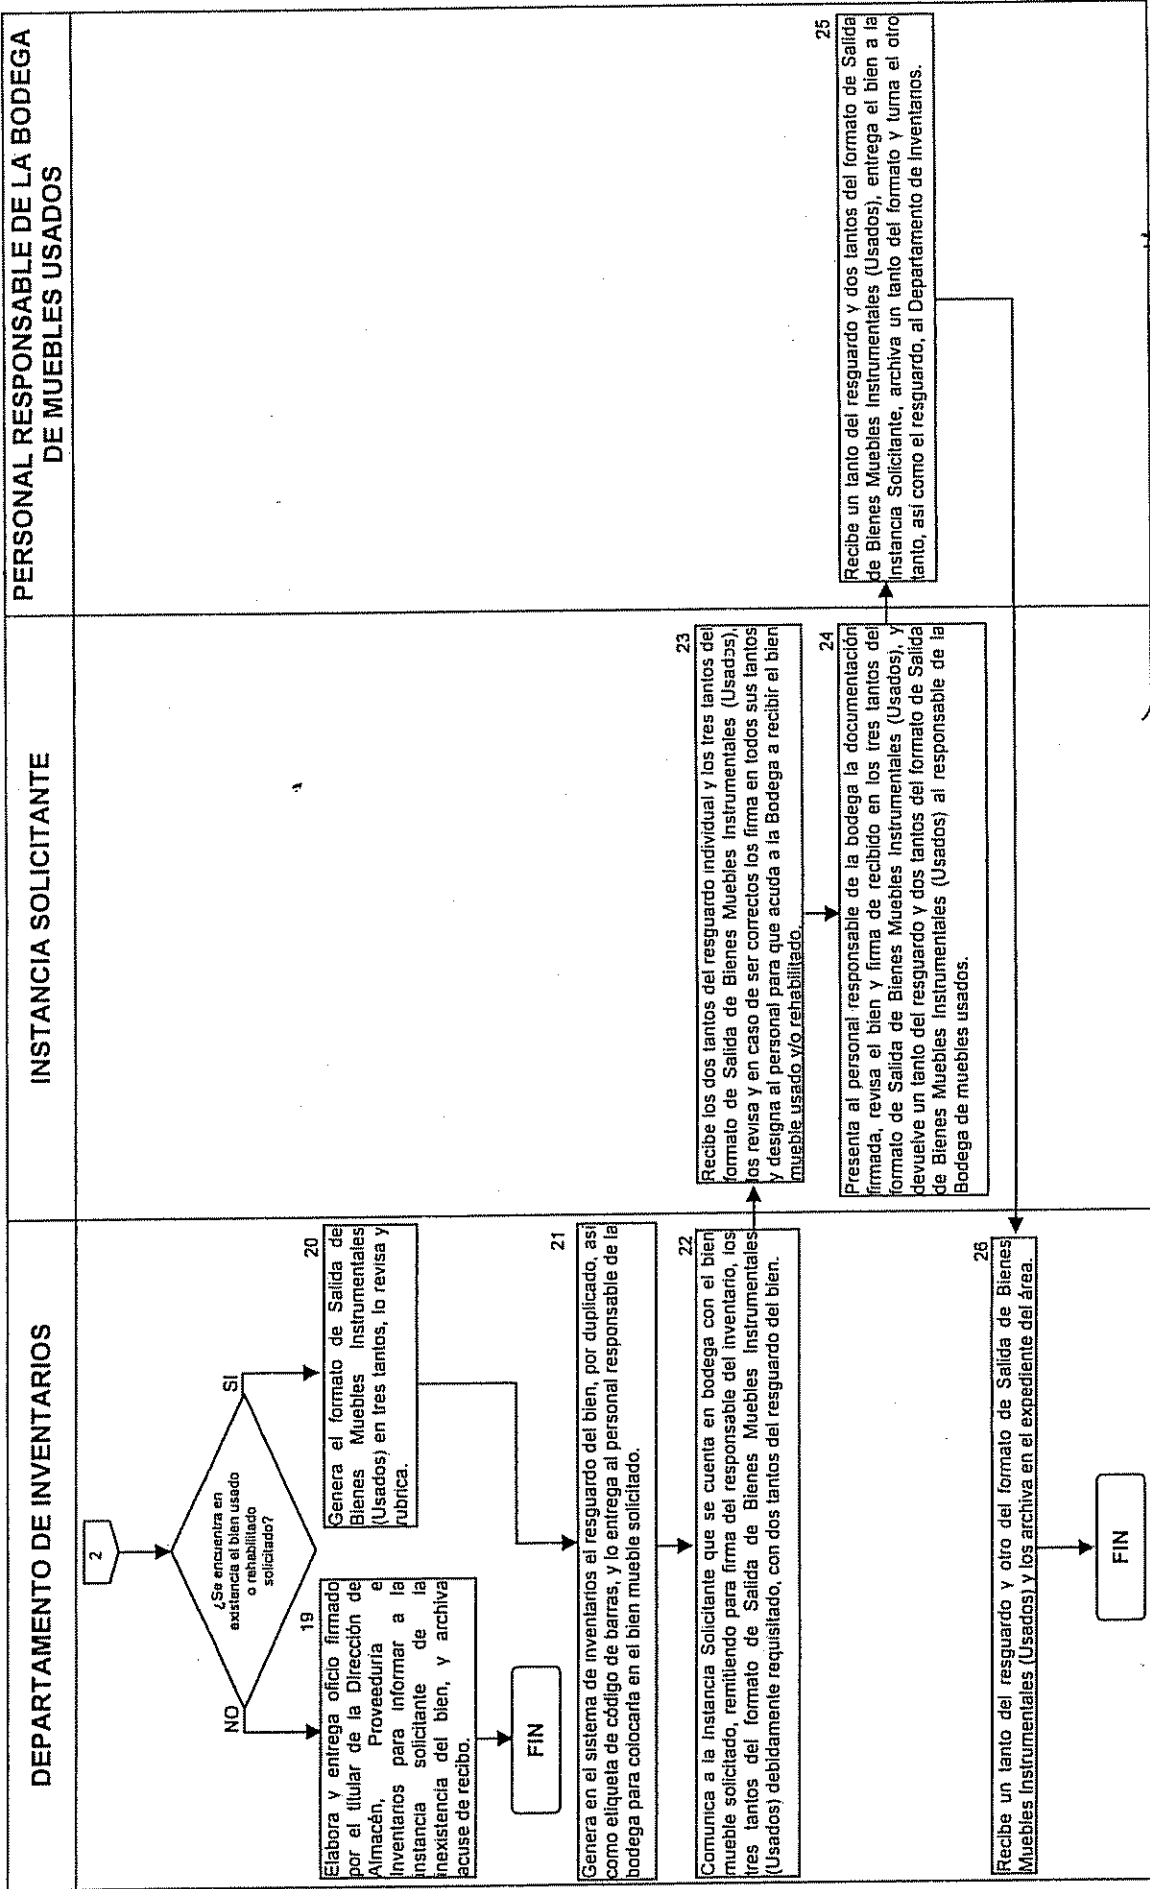 DEPARTAMENTO DE INVENTARIOS
INSTANCIA SOLICITANTE
PERSONAL RESPONSABLE DE LA BODEGA
DE MUEBLES USADOS
2
¿Se encuentra en
existencia el bien usado
o rehabilitado
solicitado?
NO
SI
19
Elabora y entrega oficio firmado
por el titular de la Dirección de
Almacén, Proveeduria e
Inventarios para informar a la
instancia solicitante de la
inexistencia del bien, y archiva
acuse de recibo.
FIN
20
Genera el formato de Salida de
Bienes Muebles Instrumentales
(Usados) en tres tantos, lo revisa y
rubrica.
21
Genera en el sistema de inventarios el resguardo del bien, por duplicado, asi
como etiqueta de código de barras, y lo entrega al personal responsable de la
bodega para colocarla en el bien mueble solicitado.
22
Comunica a la Instancia Solicitante que se cuenta en bodega con el bien
mueble solicitado, remitiendo para firma del responsable del inventario, los
tres tantos del formato de Salida de Bienes Muebles Instrumentales
(Usados) debidamente requisitado, con dos tantos del resguardo del bien.
23
Recibe los dos tantos del resguardo individual y los tres tantos del
formato de Salida de Bienes Muebles Instrumentales (Usados),
los revisa y en caso de ser correctos los firma en todos sus tantos
y designa al personal para que acuda a la Bodega a recibir el bien
mueble usado y/o rehabilitado.
24
Presenta al personal responsable de la bodega la documentación
firmada, revisa el bien y firma de recibido en los tres tantos del
formato de Salida de Bienes Muebles Instrumentales (Usados), y
devuelve un tanto del resguardo y dos tantos del formato de Salida
de Bienes Muebles Instrumentales (Usados) al responsable de la
Bodega de muebles usados.
25
Recibe un tanto del resguardo y dos tantos del formato de Salida
de Bienes Muebles Instrumentales (Usados), entrega el bien a la
Instancia Solicitante, archiva un tanto del formato y turna el otro
tanto, así como el resguardo, al Departamento de Inventarios.
26
Recibe un tanto del resguardo y otro del formato de Salida de Bienes
Muebles Instrumentales (Usados) y los archiva en el expediente del área.
FIN